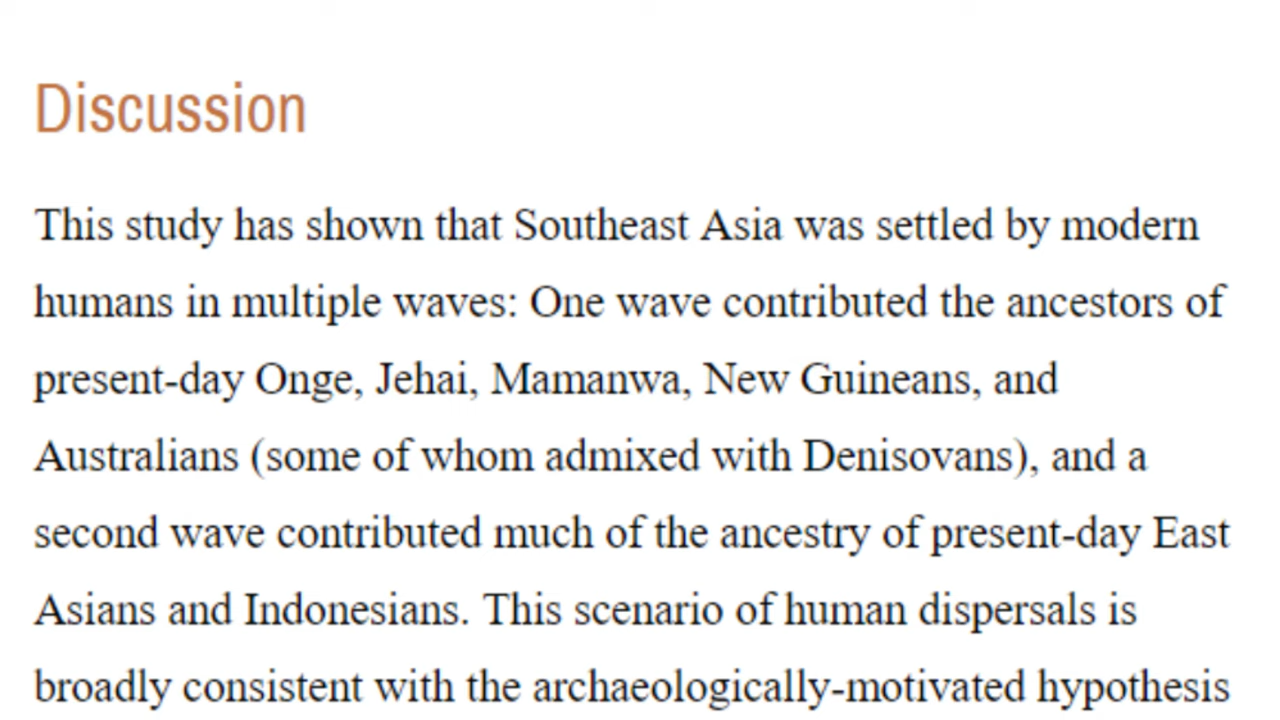 Discussion
This study has shown that Southeast Asia was settled by modern
humans in multiple waves: One wave contributed the ancestors of
present-day Onge, Jehai, Mamanwa, New Guineans, and
Australians (some of whom admixed with Denisovans), and a
second wave contributed much of the ancestry of present-day East
Asians and Indonesians. This scenario of human dispersals is
broadly consistent with the archaeologically-motivated hypothesis